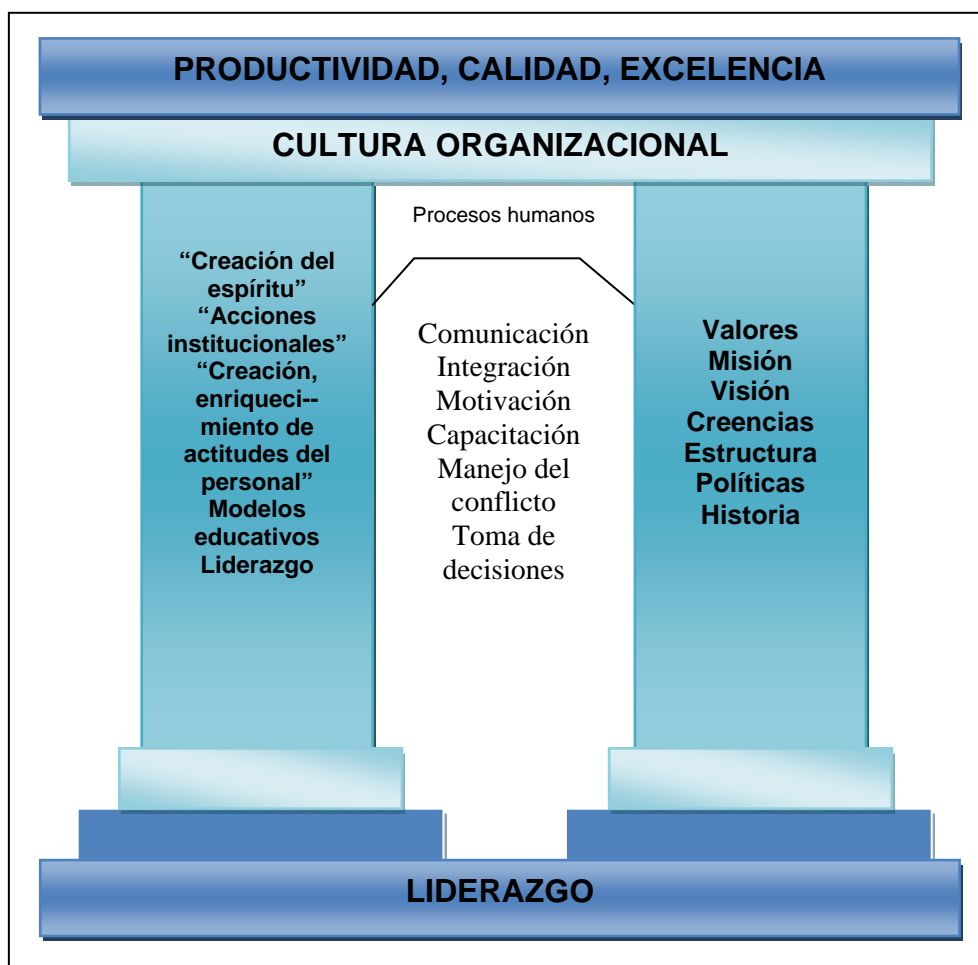 PRODUCTIVIDAD, CALIDAD, EXCELENCIA
CULTURA ORGANIZACIONAL
“Creación del
espíritu”
“Acciones
institucionales”
“Creación,
enriqueci--
miento de
actitudes del
personal”
Modelos
educativos
Liderazgo
Procesos humanos
Comunicación
Integración
Motivación
Capacitación
Manejo del
conflicto
Toma de
decisiones
Valores
Misión
Visión
Creencias
Estructura
Políticas
Historia
LIDERAZGO